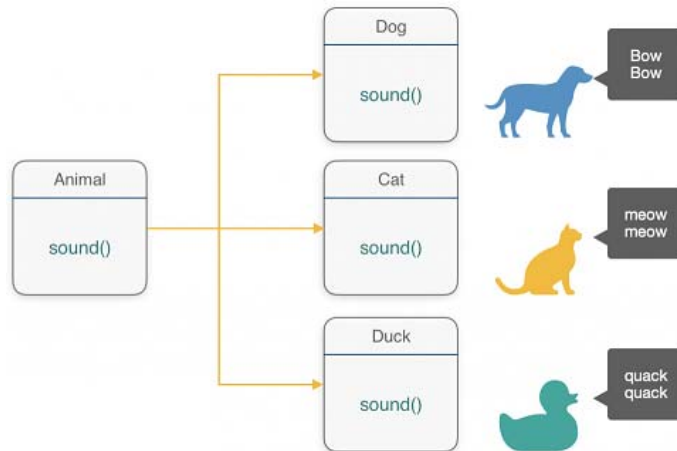 Dog
sound()
Bow
Bow
Animal
sound()
Cat
sound()
meow
meow
Duck
sound()
quack
quack